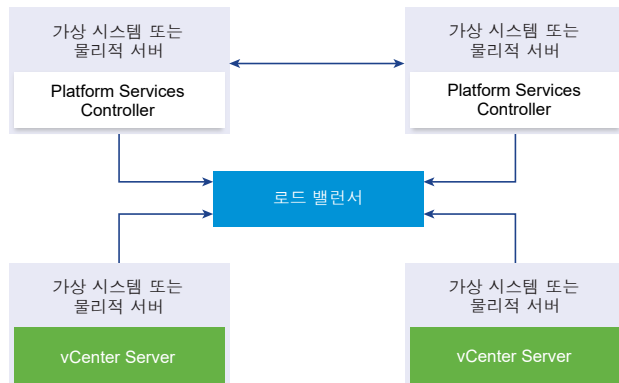 가상 시스템 또는
물리적 서버
Platform Services
Controller
가상 시스템 또는
물리적 서버
Platform Services
Controller
로드 밸런서
가상 시스템 또는
물리적 서버
vCenter Server
가상 시스템 또는
물리적 서버
vCenter Server